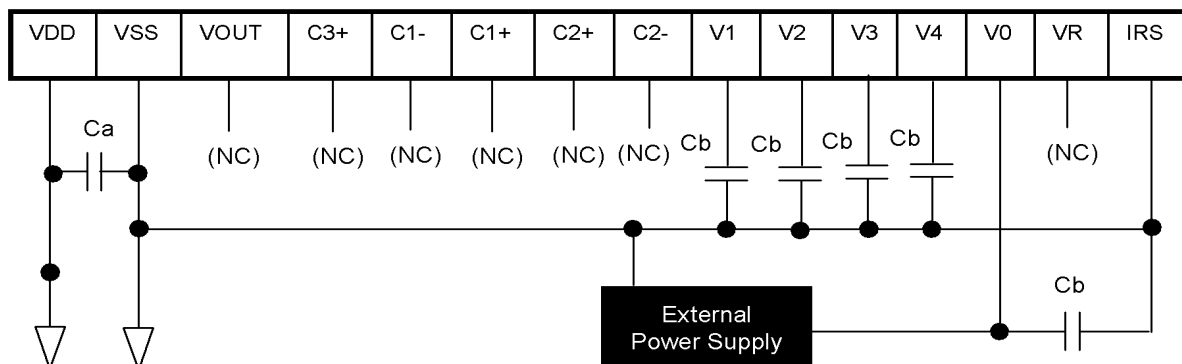 VDD VSS VOUT C3+ C1- C1+ C2+ C2- V1 V2 V3 V4 V0 VR IRS
Ca
(NC) (NC) (NC) (NC) (NC) (NC) Cb Cb Cb Cb (NC)
External
Power Supply
Cb